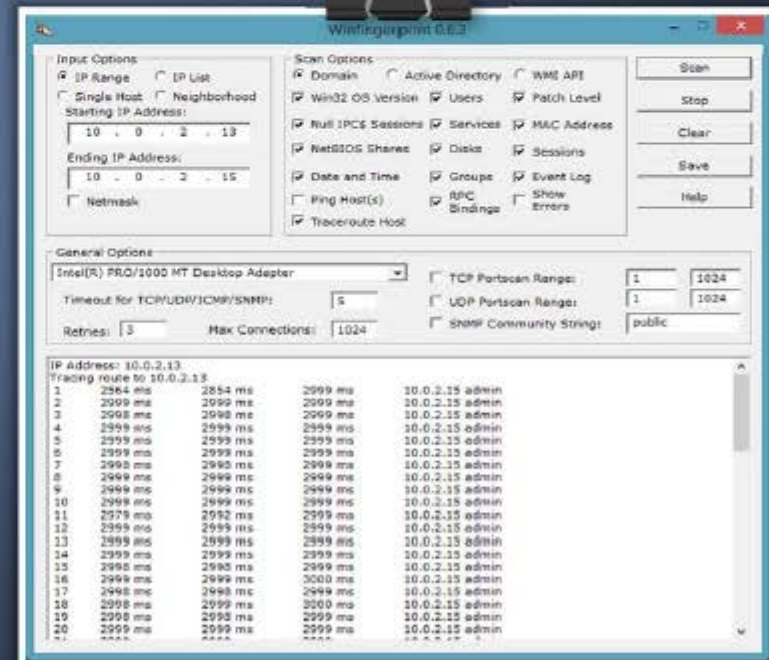 Winfingerprint 0.6.2
Input Options
IP Range IP List
Single Host Neighborhood
Starting IP Address:
10 . 0 . 2 . 13
Ending IP Address:
10 . 0 . 2 . 15
Netmask
Scan Options
Domain Active Directory WMI API
Win32 OS Version Users Patch Level
Null IPC$ Sessions Services MAC Address
NetBIOS Shares Disks Sessions
Date and Time Groups Event Log
Ping Host(s) RPC Bindings Show Errors
Traceroute Host
Scan
Stop
Clear
Save
Help
General Options
Intel(R) PRO/1000 MT Desktop Adapter
Timeout for TCP/UDP/ICMP/SNMP: 5
Retries: 3 Max Connections: 1024
TCP Portscan Range: 1 1024
UDP Portscan Range: 1 1024
SNMP Community String: public
IP Address: 10.0.2.13
Tracing route to 10.0.2.13
1 2564 ms 2854 ms 2999 ms 10.0.2.15 admin
2 2999 ms 2999 ms 2999 ms 10.0.2.15 admin
3 2998 ms 2998 ms 2999 ms 10.0.2.15 admin
4 2999 ms 2999 ms 2999 ms 10.0.2.15 admin
5 2999 ms 2999 ms 2999 ms 10.0.2.15 admin
6 2999 ms 2999 ms 2999 ms 10.0.2.15 admin
7 2998 ms 2998 ms 2999 ms 10.0.2.15 admin
8 2999 ms 2999 ms 2999 ms 10.0.2.15 admin
9 2999 ms 2999 ms 2999 ms 10.0.2.15 admin
10 2999 ms 2999 ms 2999 ms 10.0.2.15 admin
11 2979 ms 2992 ms 2999 ms 10.0.2.15 admin
12 2999 ms 2999 ms 2999 ms 10.0.2.15 admin
13 2999 ms 2999 ms 2999 ms 10.0.2.15 admin
14 2999 ms 2999 ms 2999 ms 10.0.2.15 admin
15 2998 ms 2998 ms 2999 ms 10.0.2.15 admin
16 2999 ms 2999 ms 3000 ms 10.0.2.15 admin
17 2998 ms 2998 ms 2999 ms 10.0.2.15 admin
18 2998 ms 2999 ms 3000 ms 10.0.2.15 admin
19 2998 ms 2998 ms 2999 ms 10.0.2.15 admin
20 2999 ms 2999 ms 2999 ms 10.0.2.15 admin